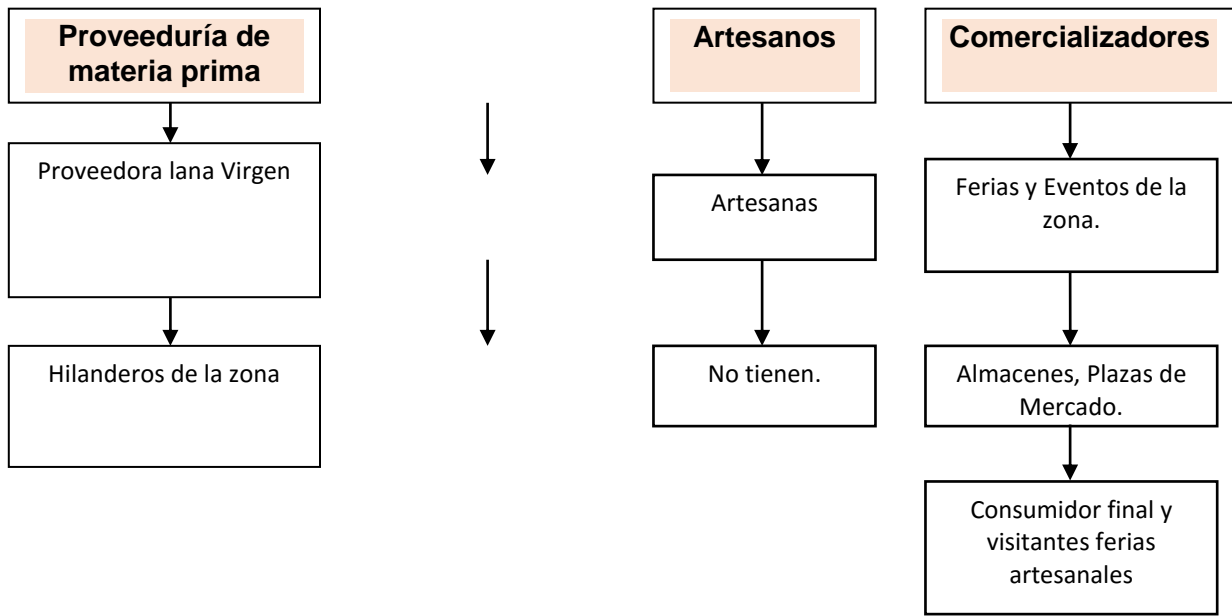 Proveeduría de
materia prima
Proveedora lana Virgen
Hilanderos de la zona
Artesanos
Artesanas
No tienen.
Comercializadores
Ferias y Eventos de la
zona.
Almacenes, Plazas de
Mercado.
Consumidor final y
visitantes ferias
artesanales